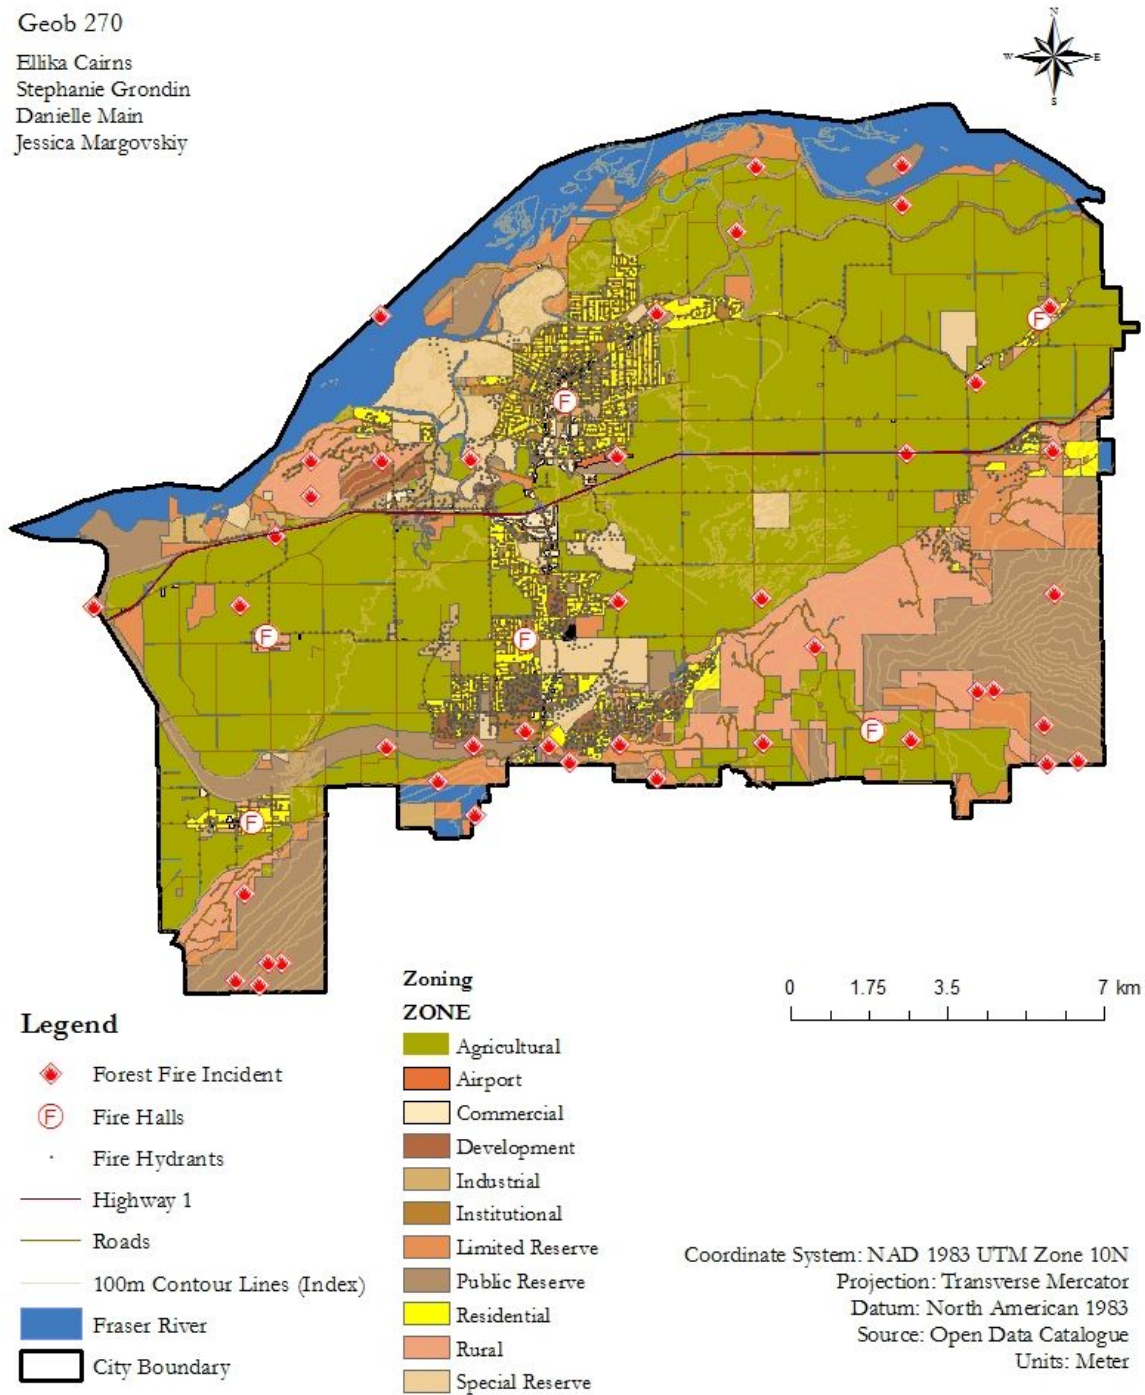 Geob 270
Ellika Cairns
Stephanie Grondin
Danielle Main
Jessica Margovskiy
N
W
E
S
F
F
F
F
F
F
Legend
Forest Fire Incident
F
Fire Halls
Fire Hydrants
Highway 1
Roads
100m Contour Lines (Index)
Fraser River
City Boundary
Zoning
ZONE
Agricultural
Airport
Commercial
Development
Industrial
Institutional
Limited Reserve
Public Reserve
Residential
Rural
Special Reserve
0 1.75 3.5 7 km
Coordinate System: NAD 1983 UTM Zone 10N
Projection: Transverse Mercator
Datum: North American 1983
Source: Open Data Catalogue
Units: Meter